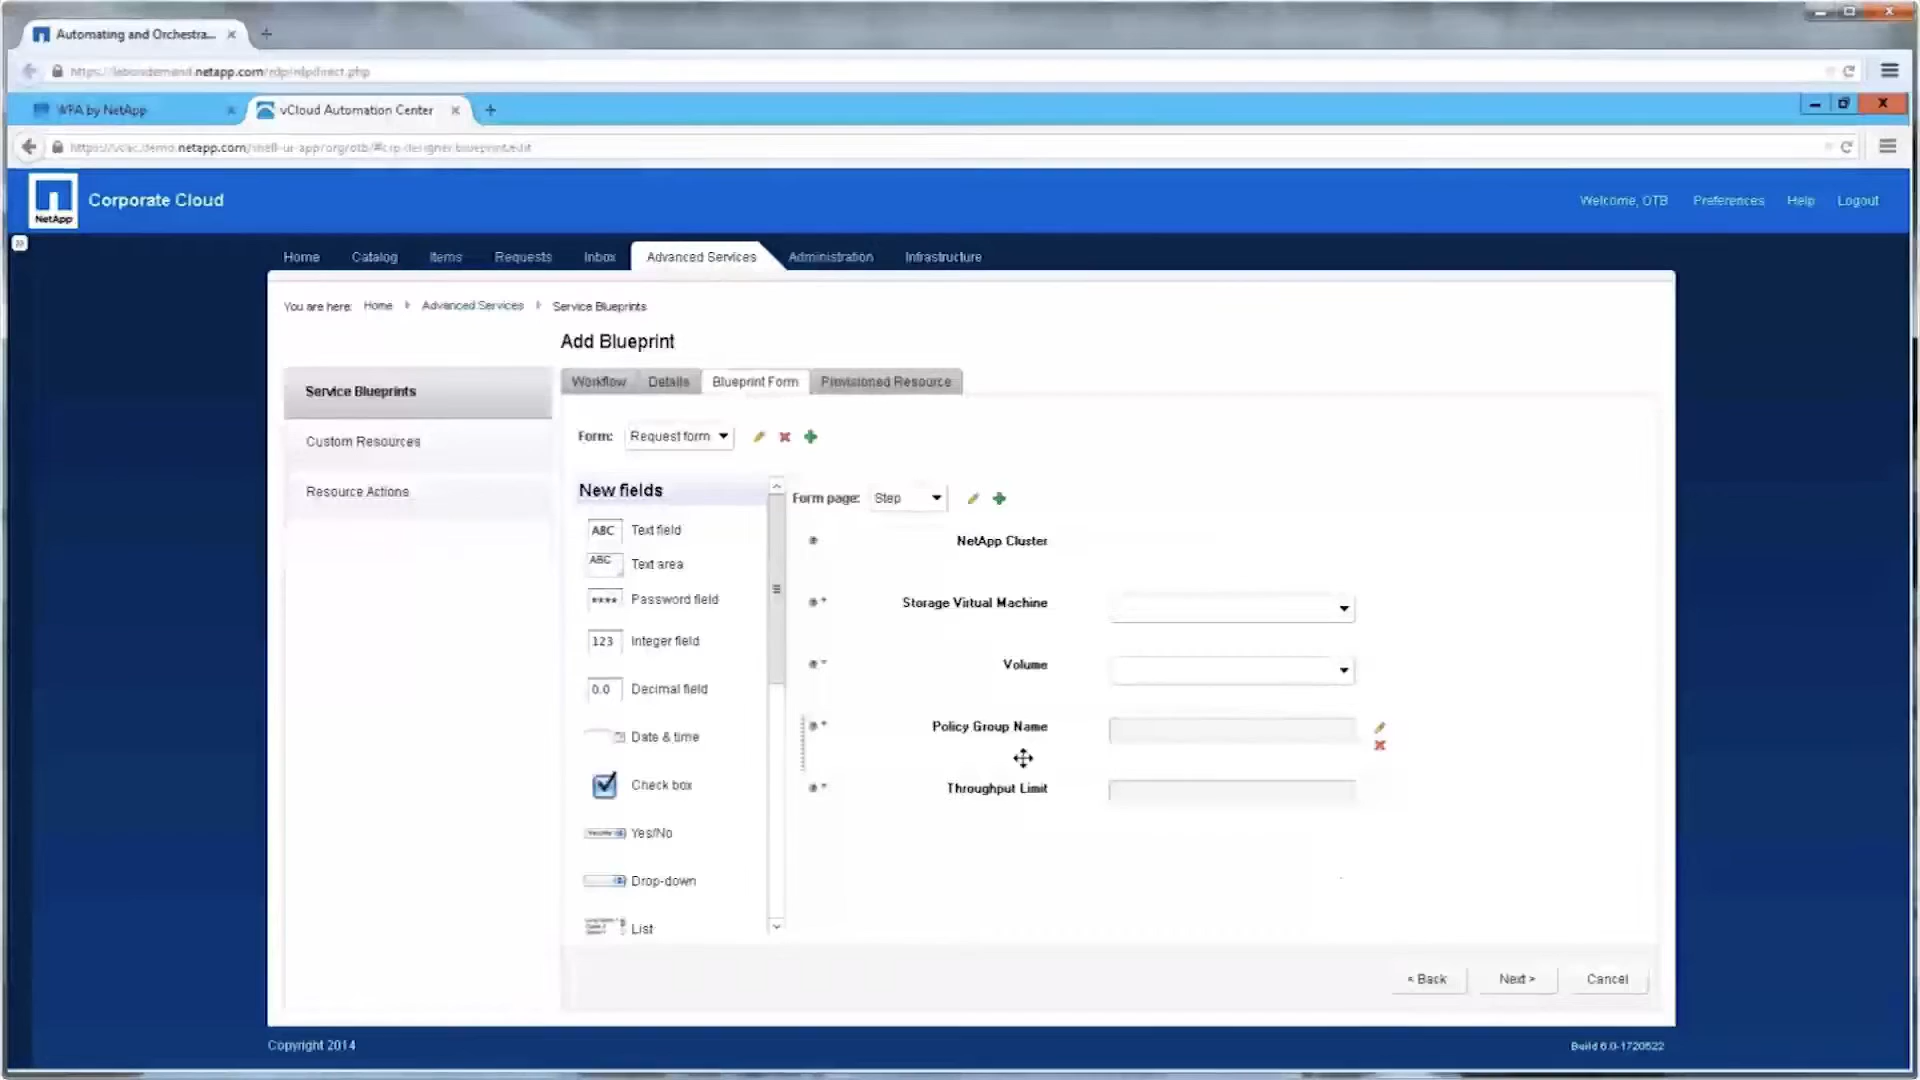 Automating and Orchestra...
netapp.com
WFA by NetApp
vCloud Automation Center
netapp.com
NetApp
Corporate Cloud
Welcome, OTB Preferences Help Logout
Home Catalog Items Requests Inbox Advanced Services Administration Infrastructure
You are here: Home Advanced Services Service Blueprints
Add Blueprint
Service Blueprints
Custom Resources
Resource Actions
Workflow Details Blueprint Form Provisioned Resource
Form: Request form
New fields
ABC Text field
ABC Text area
**** Password field
123 Integer field
0.0 Decimal field
Date & time
Check box
Yes/No
Drop-down
List
Form page: Step
NetApp Cluster
* Storage Virtual Machine
* Volume
* Policy Group Name
* Throughput Limit
< Back Next > Cancel
Copyright 2014
Build 6.0-1720522